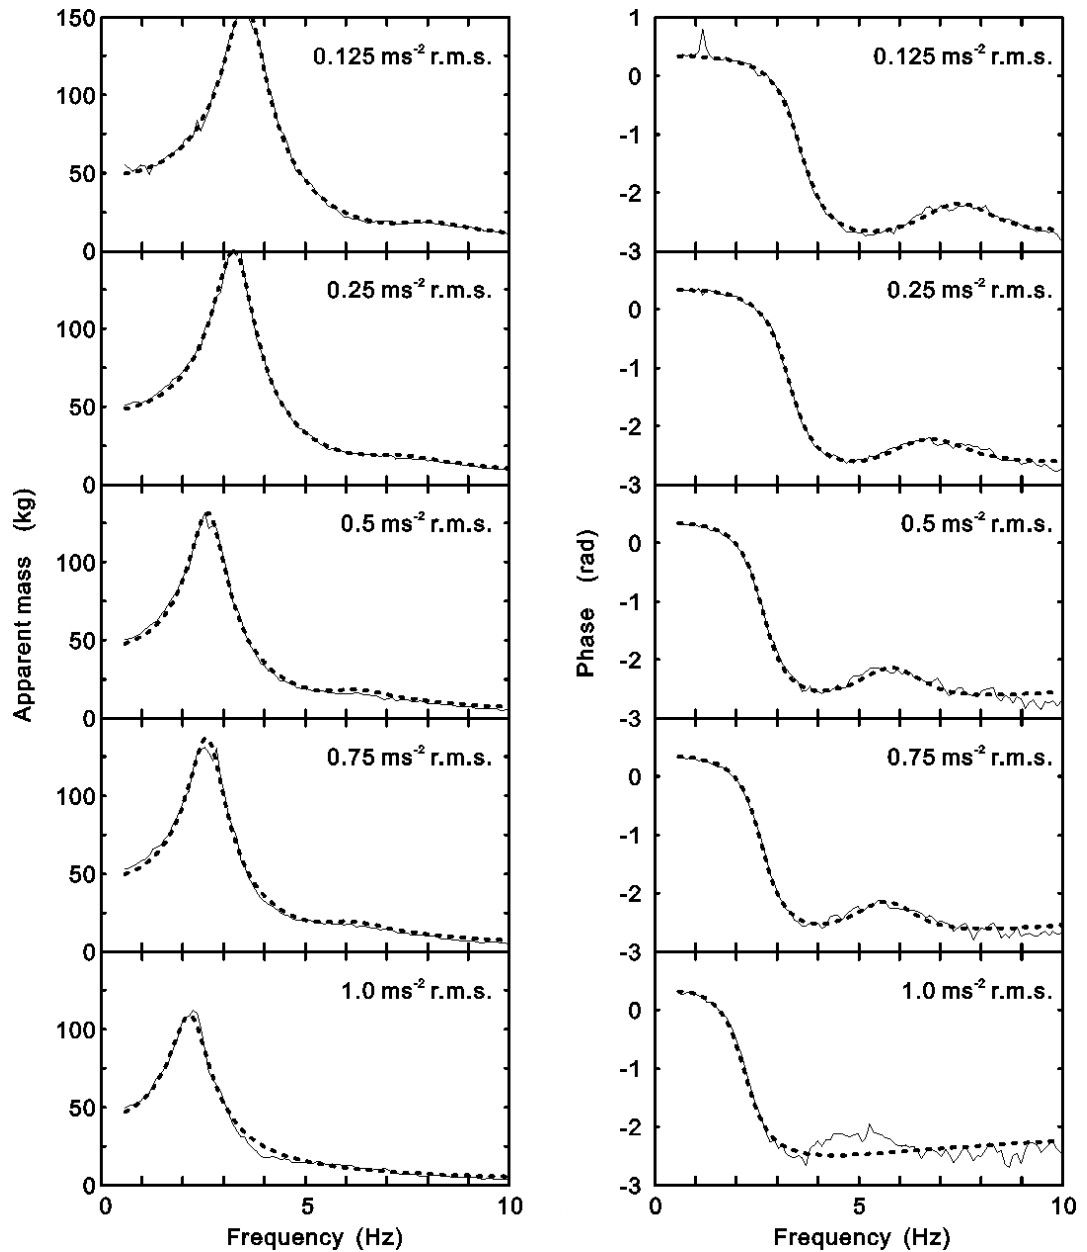 150
0.125 ms-2 r.m.s.
100
50
0
0.25 ms-2 r.m.s.
100
50
0
0.5 ms-2 r.m.s.
100
50
0
0.75 ms-2 r.m.s.
100
50
0
1.0 ms-2 r.m.s.
100
50
0
0 5 10
Frequency (Hz)
Apparent mass (kg)
1
0.125 ms-2 r.m.s.
0
-1
-2
-3
0.25 ms-2 r.m.s.
0
-1
-2
-3
0.5 ms-2 r.m.s.
0
-1
-2
-3
0.75 ms-2 r.m.s.
0
-1
-2
-3
1.0 ms-2 r.m.s.
0
-1
-2
-3
0 5 10
Frequency (Hz)
Phase (rad)